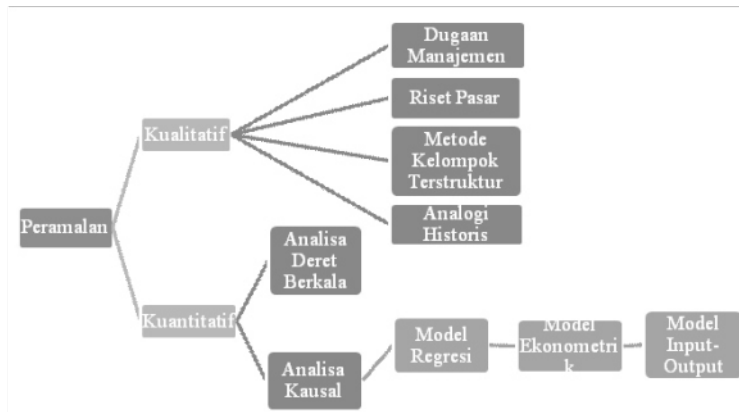 Dugaan
Manajemen
Riset Pasar
Kualitatif
Metode
Kelompok
Terstruktur
Analogi
Historis
Peramalan
Analisa
Deret
Berkala
Kuantitatif
Analisa
Kausal
Model
Regresi
Model
Ekonometri
k
Model
Input-
Output